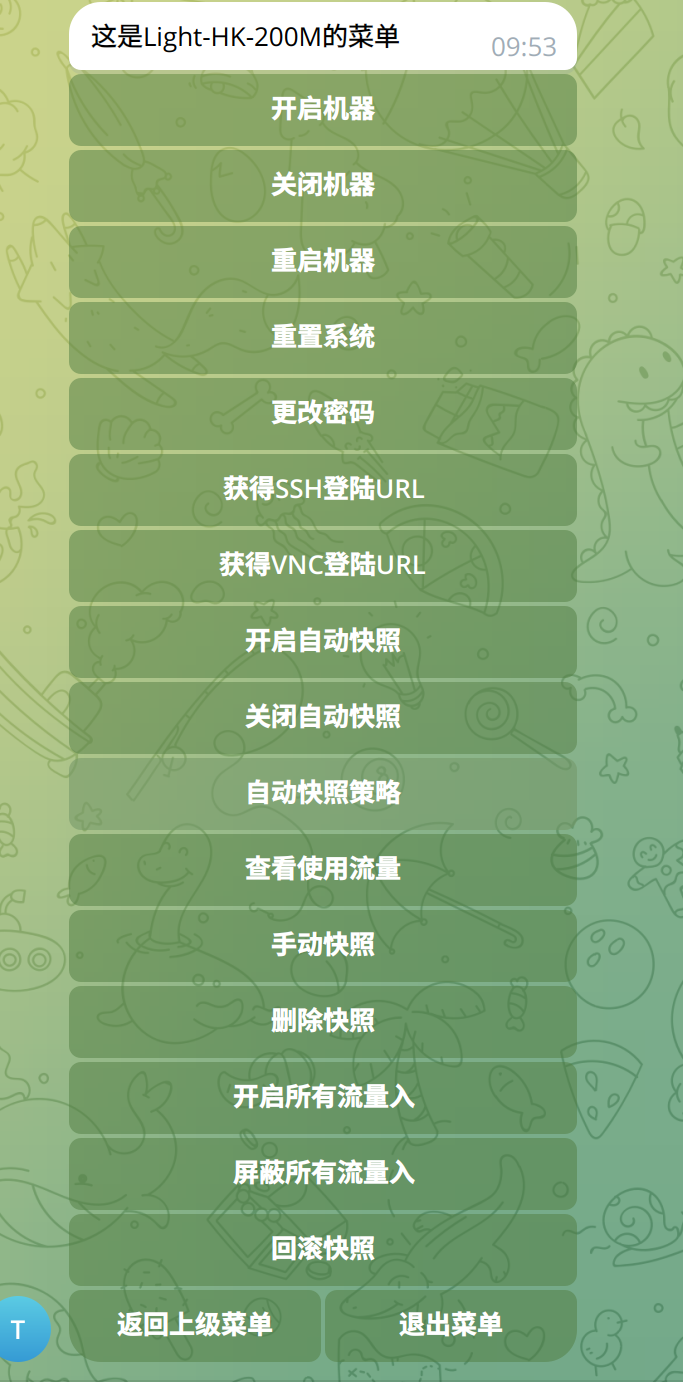 这是Light-HK-200M的菜单
09:53
开启机器
关闭机器
重启机器
重置系统
更改密码
获得SSH登陆URL
获得VNC登陆URL
开启自动快照
关闭自动快照
自动快照策略
查看使用流量
手动快照
删除快照
开启所有流量入
屏蔽所有流量入
回滚快照
返回上级菜单 退出菜单
T